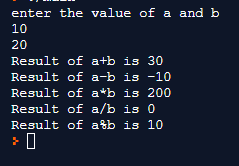 enter the value of a and b
10
20
Result of a+b is 30
Result of a-b is -10
Result of a*b is 200
Result of a/b is 0
Result of a%b is 10
>